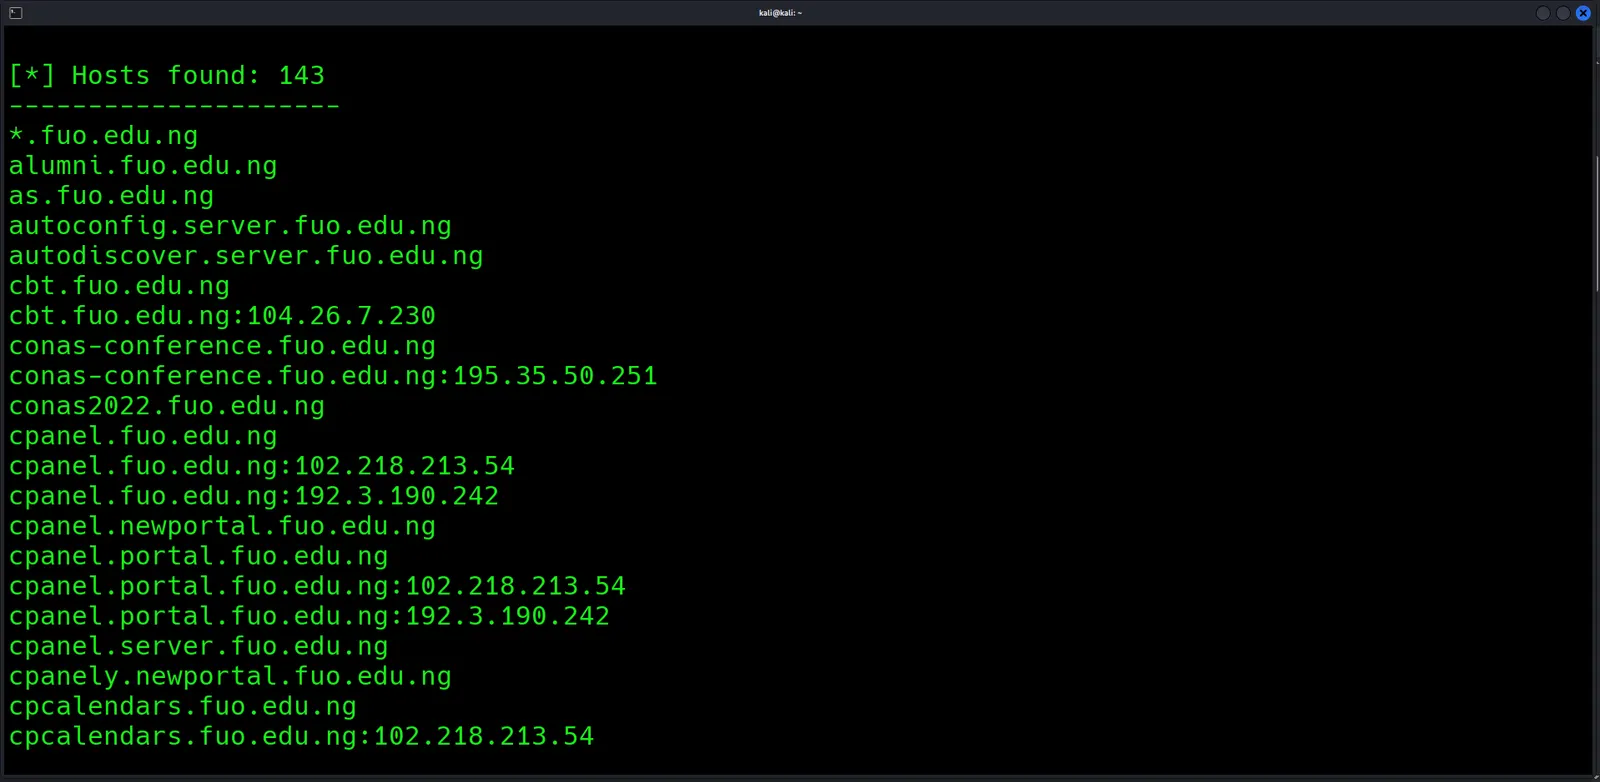 kali@kali: ~
[*] Hosts found: 143
---------------------
*.fuo.edu.ng
alumni.fuo.edu.ng
as.fuo.edu.ng
autoconfig.server.fuo.edu.ng
autodiscover.server.fuo.edu.ng
cbt.fuo.edu.ng
cbt.fuo.edu.ng:104.26.7.230
conas-conference.fuo.edu.ng
conas-conference.fuo.edu.ng:195.35.50.251
conas2022.fuo.edu.ng
cpanel.fuo.edu.ng
cpanel.fuo.edu.ng:102.218.213.54
cpanel.fuo.edu.ng:192.3.190.242
cpanel.newportal.fuo.edu.ng
cpanel.portal.fuo.edu.ng
cpanel.portal.fuo.edu.ng:102.218.213.54
cpanel.portal.fuo.edu.ng:192.3.190.242
cpanel.server.fuo.edu.ng
cpanely.newportal.fuo.edu.ng
cpcalendars.fuo.edu.ng
cpcalendars.fuo.edu.ng:102.218.213.54